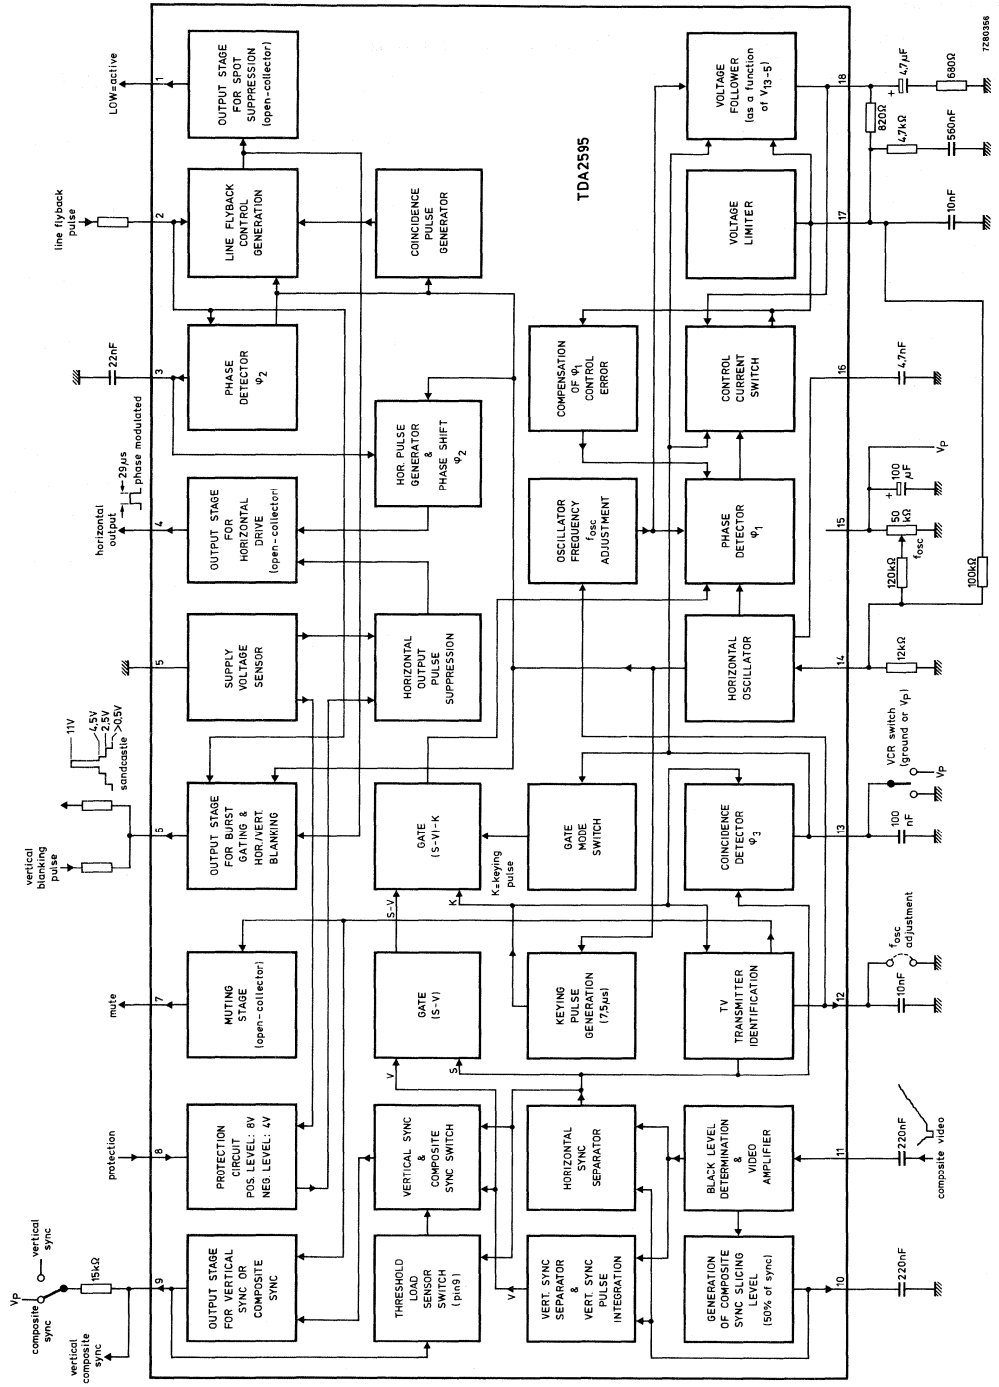 7Z80356
LOW=active
1
OUTPUT STAGE
FOR SPOT
SUPPRESSION
(open-collector)
VOLTAGE
FOLLOWER
(as a function
of V13-5)
18
4,7µF
+
680Ω
820Ω
4,7kΩ
560nF
TDA2595
line flyback
pulse
2
LINE FLYBACK
CONTROL
GENERATION
COINCIDENCE
PULSE
GENERATOR
VOLTAGE
LIMITER
17
10nF
22nF
3
PHASE
DETECTOR
φ2
HOR. PULSE
GENERATOR
&
PHASE SHIFT
φ2
COMPENSATION
OF φ1
CONTROL
ERROR
CONTROL
CURRENT
SWITCH
16
4,7nF
29µs
phase modulated
horizontal
output
4
OUTPUT STAGE
FOR
HORIZONTAL
DRIVE
(open-collector)
OSCILLATOR
FREQUENCY
fosc
ADJUSTMENT
PHASE
DETECTOR
φ1
15
Vp
+
100
µF
50
kΩ
fosc
120kΩ
100kΩ
5
SUPPLY
VOLTAGE
SENSOR
HORIZONTAL
OUTPUT
PULSE
SUPPRESSION
HORIZONTAL
OSCILLATOR
14
12kΩ
11V
4,5V
2,5V
>0,5V
sandcastle
vertical
blanking
pulse
6
OUTPUT STAGE
FOR BURST
GATING &
HOR./VERT.
BLANKING
GATE
(S-V)-K
K=keying
pulse
GATE
MODE
SWITCH
COINCIDENCE
DETECTOR
φ3
13
VCR switch
(ground or Vp)
Vp
100
nF
S-V
K
mute
7
MUTING
STAGE
(open-collector)
GATE
(S-V)
KEYING
PULSE
GENERATION
(7,5µs)
TV
TRANSMITTER
IDENTIFICATION
12
fosc
adjustment
10nF
V
S
protection
8
PROTECTION
CIRCUIT
POS. LEVEL: 8V
NEG. LEVEL: 4V
VERTICAL SYNC
&
COMPOSITE
SYNC SWITCH
HORIZONTAL
SYNC
SEPARATOR
BLACK LEVEL
DETERMINATION
&
VIDEO
AMPLIFIER
11
220nF
composite video
Vp
vertical
sync
composite
sync
15kΩ
vertical
composite
sync
9
OUTPUT STAGE
FOR VERTICAL
SYNC OR
COMPOSITE
SYNC
THRESHOLD
LOAD
SENSOR
SWITCH
(pin9)
V
VERT. SYNC
SEPARATOR
&
VERT. SYNC
PULSE
INTEGRATION
GENERATION
OF COMPOSITE
SYNC SLICING
LEVEL
(50% of sync)
10
220nF